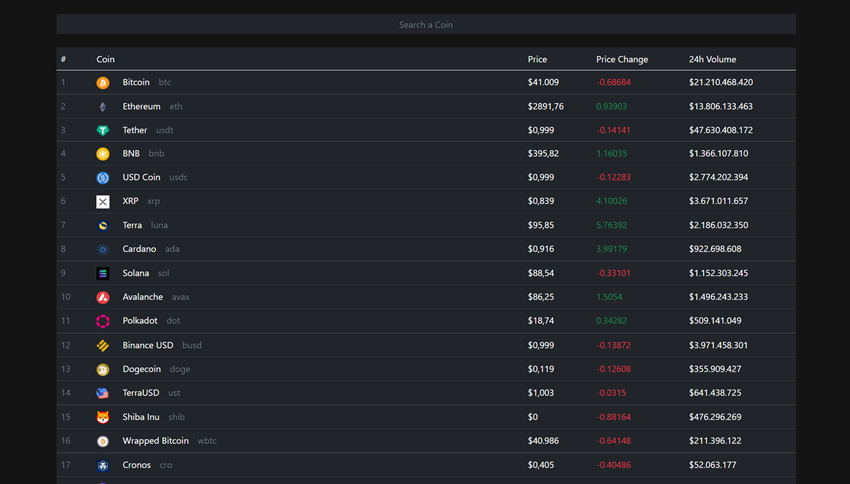 Search a Coin
# Coin Price Price Change 24h Volume
1 Bitcoin btc $41.009 -0.68684 $21.210.468.420
2 Ethereum eth $2891,76 0.93903 $13.806.133.463
3 Tether usdt $0,999 -0.14141 $47.630.408.172
4 BNB bnb $395,82 1.16035 $1.366.107.810
5 USD Coin usdc $0,999 -0.12283 $2.774.202.394
6 XRP xrp $0,839 4.10026 $3.671.011.657
7 Terra luna $95,85 5.76392 $2.186.032.350
8 Cardano ada $0,916 3.99179 $922.698.608
9 Solana sol $88,54 -0.33101 $1.152.303.245
10 Avalanche avax $86,25 1.5054 $1.496.243.233
11 Polkadot dot $18,74 0.34282 $509.141.049
12 Binance USD busd $0,999 -0.13872 $3.971.458.301
13 Dogecoin doge $0,119 -0.12608 $355.909.427
14 TerraUSD ust $1,003 -0.0315 $641.438.725
15 Shiba Inu shib $0 -0.88164 $476.296.269
16 Wrapped Bitcoin wbtc $40.986 -0.64148 $211.396.122
17 Cronos cro $0,405 -0.40486 $52.063.177